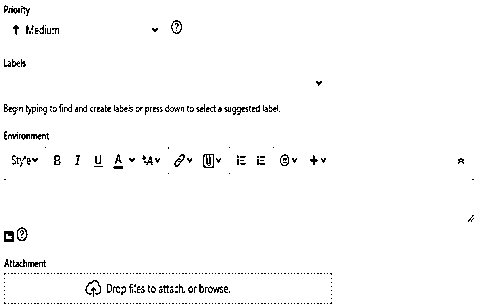 Priority
Medium
Labels
Begin typing to find and create labels or press down to select a suggested label.
Environment
Style B I U A A
Attachment
Drop files to attach, or browse.